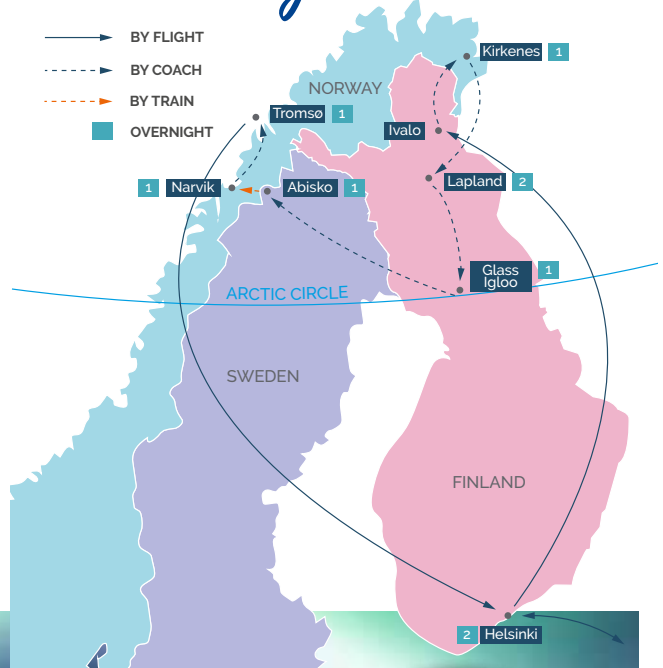 BY FLIGHT
BY COACH
BY TRAIN
OVERNIGHT
Kirkenes 1
NORWAY
Tromsø 1
Ivalo
1 Narvik
Abisko 1
Lapland 2
Glass
Igloo 1
ARCTIC CIRCLE
SWEDEN
FINLAND
2 Helsinki